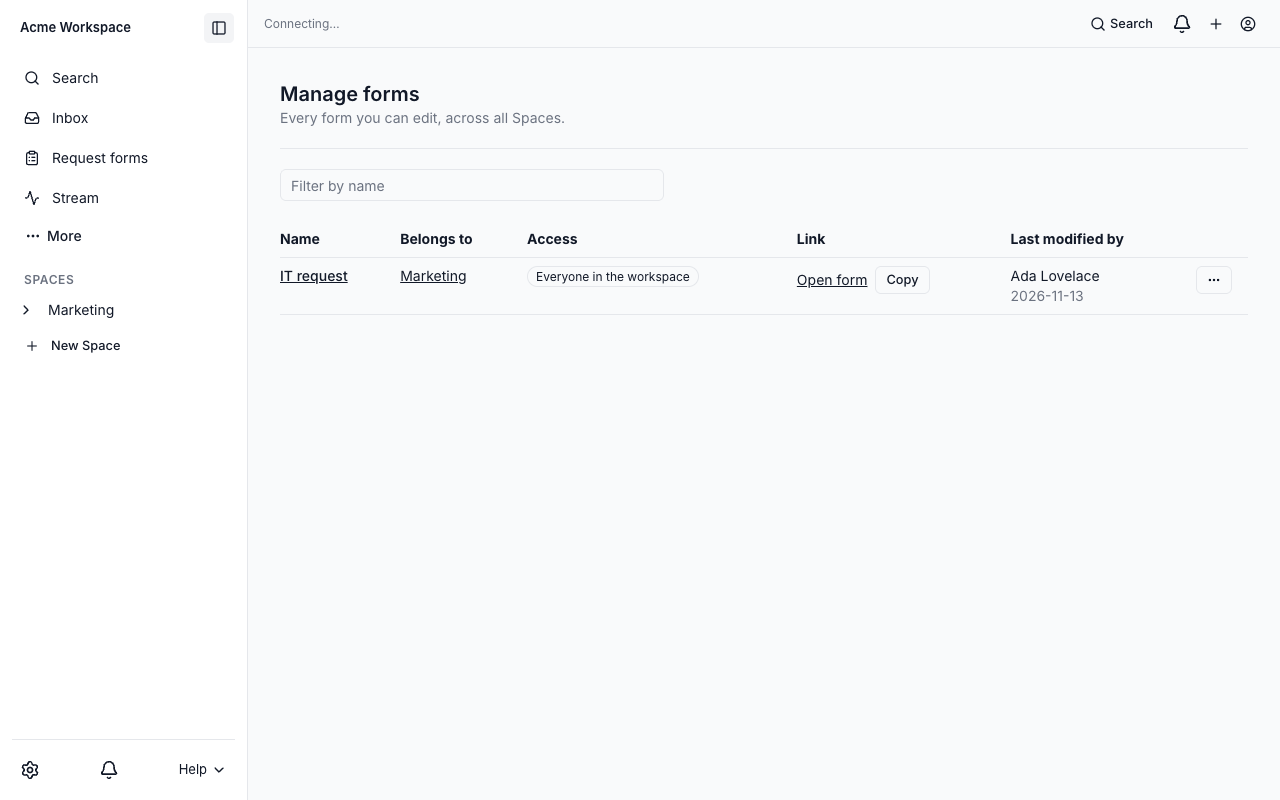 Acme Workspace
Connecting...
Search
Search
Inbox
Request forms
Stream
More
SPACES
Marketing
New Space
Help
Manage forms
Every form you can edit, across all Spaces.
Filter by name
Name Belongs to Access Link Last modified by
IT request Marketing Everyone in the workspace Open form Copy Ada Lovelace
2026-11-13